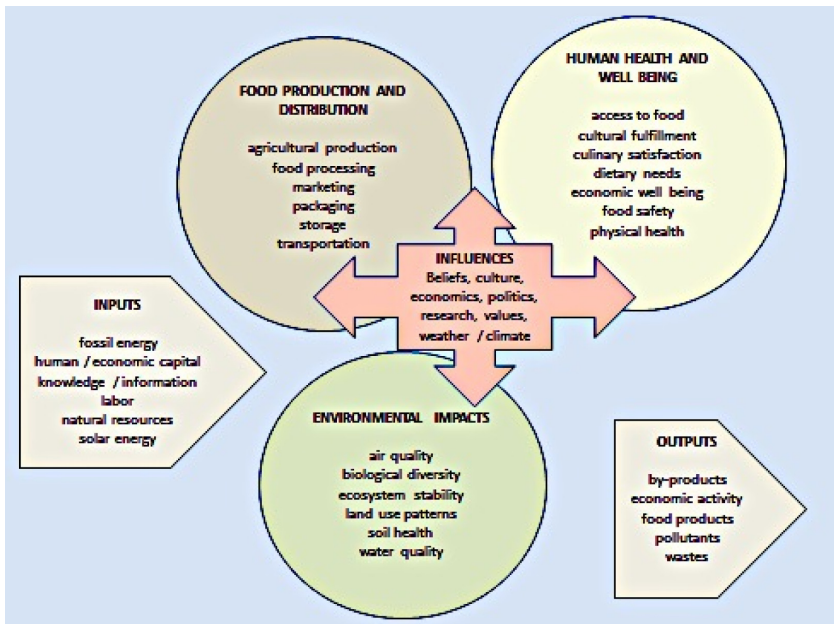 FOOD PRODUCTION AND
DISTRIBUTION
agricultural production
food processing
marketing
packaging
storage
transportation
HUMAN HEALTH AND
WELL BEING
access to food
cultural fulfillment
culinary satisfaction
dietary needs
economic well being
food safety
physical health
INFLUENCES
Beliefs, culture,
economics, politics,
research, values,
weather / climate
INPUTS
fossil energy
human / economic capital
knowledge / information
labor
natural resources
solar energy
ENVIRONMENTAL IMPACTS
air quality
biological diversity
ecosystem stability
land use patterns
soil health
water quality
OUTPUTS
by-products
economic activity
food products
pollutants
wastes